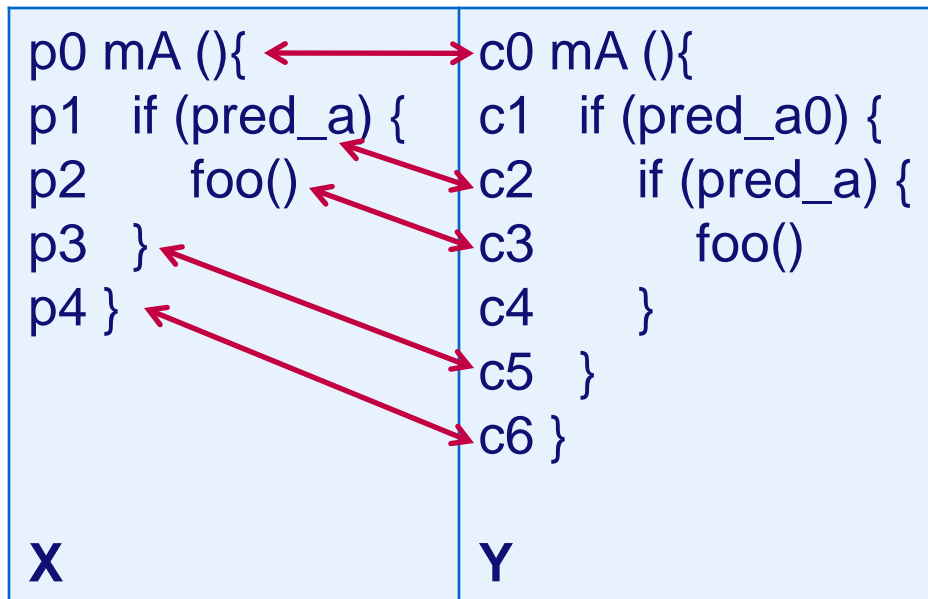 p0 mA (){
p1   if (pred_a) {
p2      foo()
p3   }
p4 }
X
c0 mA (){
c1   if (pred_a0) {
c2      if (pred_a) {
c3         foo()
c4      }
c5   }
c6 }
Y